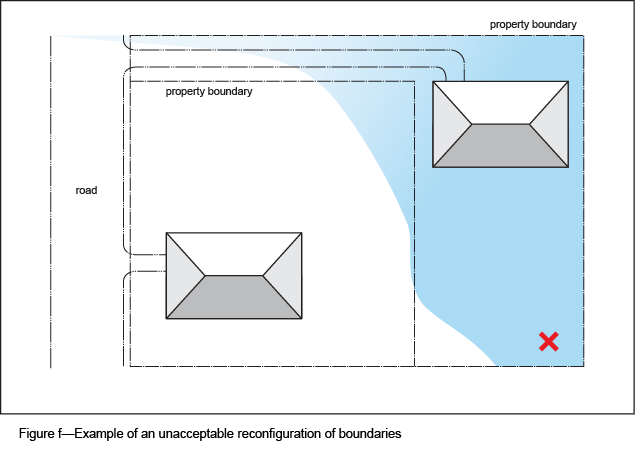 property boundary
property boundary
road
Figure f—Example of an unacceptable reconfiguration of boundaries